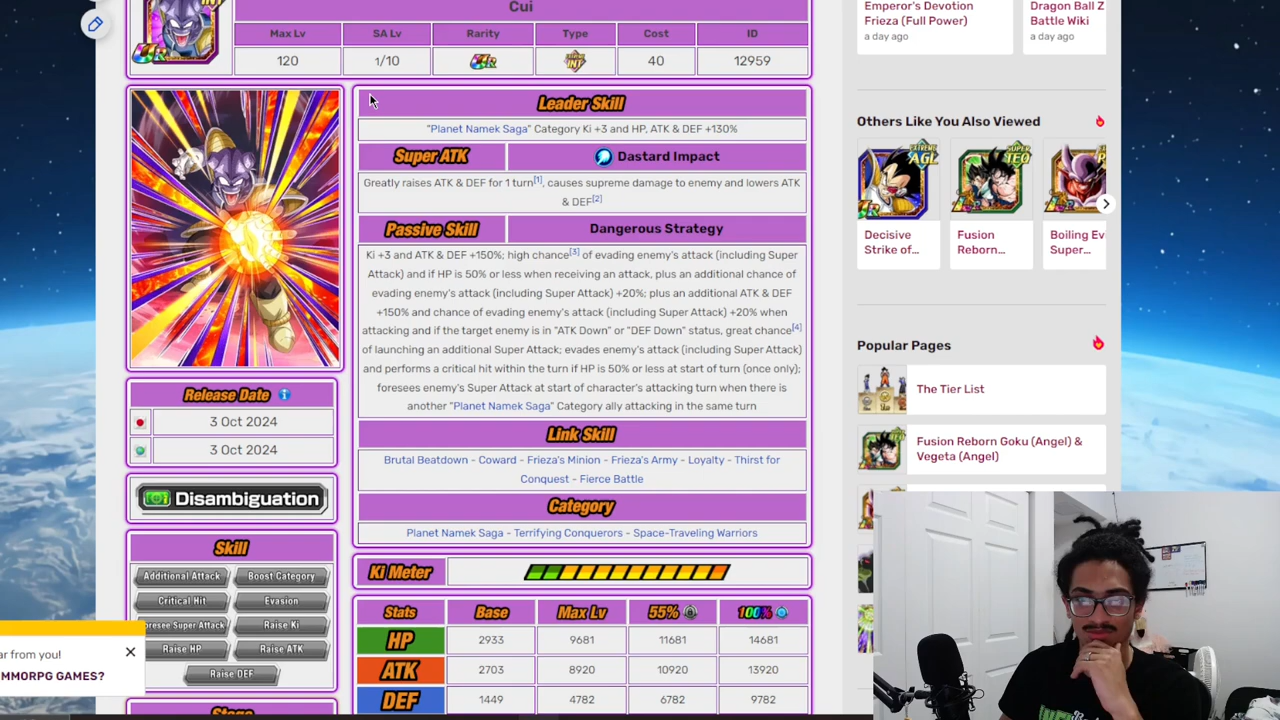 INT
Cui
Max Lv
SA Lv
Rarity
Type
Cost
ID
120
1/10
UR
INT
40
12959
Leader Skill
"Planet Namek Saga" Category Ki +3 and HP, ATK & DEF +130%
Super ATK
Dastard Impact
Greatly raises ATK & DEF for 1 turn[1], causes supreme damage to enemy and lowers ATK
& DEF[2]
Passive Skill
Dangerous Strategy
Ki +3 and ATK & DEF +150%; high chance[3] of evading enemy's attack (including Super
Attack) and if HP is 50% or less when receiving an attack, plus an additional chance of
evading enemy's attack (including Super Attack) +20%; plus an additional ATK & DEF
+150% and chance of evading enemy's attack (including Super Attack) +20% when
attacking and if the target enemy is in "ATK Down" or "DEF Down" status, great chance[4]
of launching an additional Super Attack; evades enemy's attack (including Super Attack)
and performs a critical hit within the turn if HP is 50% or less at start of turn (once only);
foresees enemy's Super Attack at start of character's attacking turn when there is
another "Planet Namek Saga" Category ally attacking in the same turn
Link Skill
Brutal Beatdown - Coward - Frieza's Minion - Frieza's Army - Loyalty - Thirst for
Conquest - Fierce Battle
Category
Planet Namek Saga - Terrifying Conquerors - Space-Traveling Warriors
Ki Meter
Stats
Base
Max Lv
55%
100%
HP
2933
9681
11681
14681
ATK
2703
8920
10920
13920
DEF
1449
4782
6782
9782
Release Date
3 Oct 2024
3 Oct 2024
Disambiguation
Skill
Additional Attack
Boost Category
Critical Hit
Evasion
Foresee Super Attack
Raise Ki
Raise HP
Raise ATK
Raise DEF
Stage
ar from you!
MMORPG GAMES?
Emperor's Devotion
Frieza (Full Power)
a day ago
Dragon Ball Z
Battle Wiki
a day ago
Others Like You Also Viewed
EXTREME
AGL
UR
SUPER
TEQ
Decisive
Strike of...
Fusion
Reborn...
Boiling Ev
Super...
Popular Pages
The Tier List
Fusion Reborn Goku (Angel) &
Vegeta (Angel)